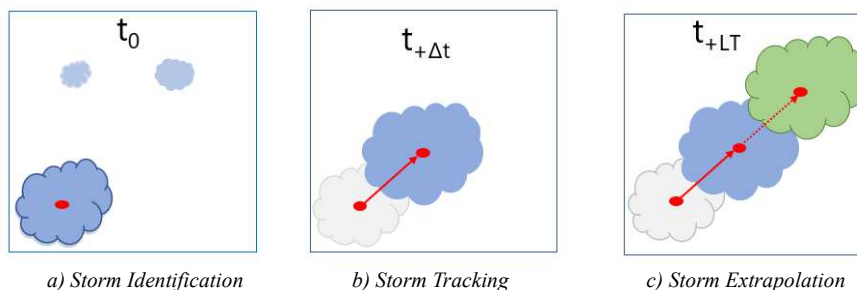 t0
t+Δt
t+LT
a) Storm Identification
b) Storm Tracking
c) Storm Extrapolation